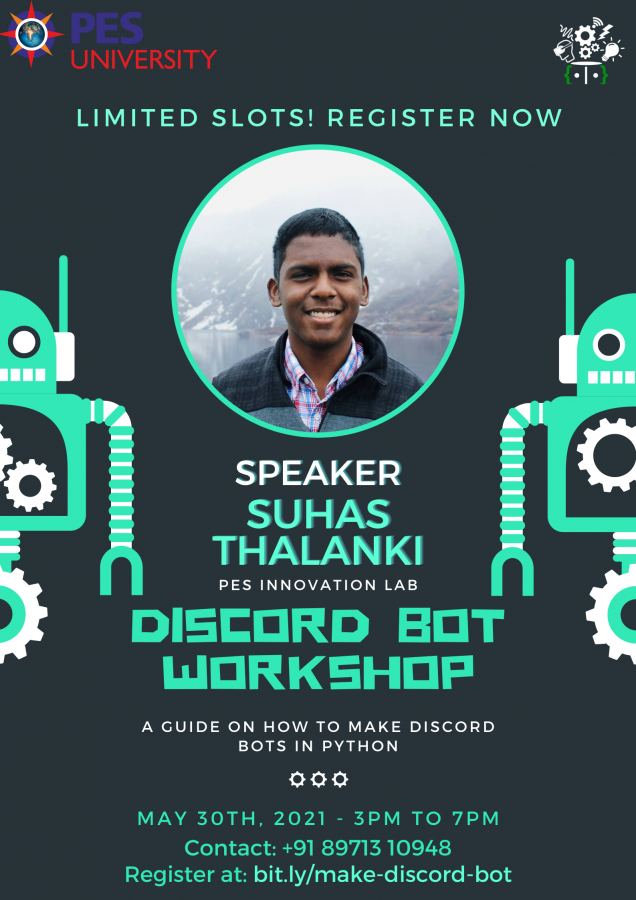 PES
UNIVERSITY
LIMITED SLOTS! REGISTER NOW
SPEAKER
SUHAS
THALANKI
PES INNOVATION LAB
DISCORD BOT
WORKSHOP
A GUIDE ON HOW TO MAKE DISCORD
BOTS IN PYTHON
MAY 30TH, 2021 - 3PM TO 7PM
Contact: +91 89713 10948
Register at: bit.ly/make-discord-bot